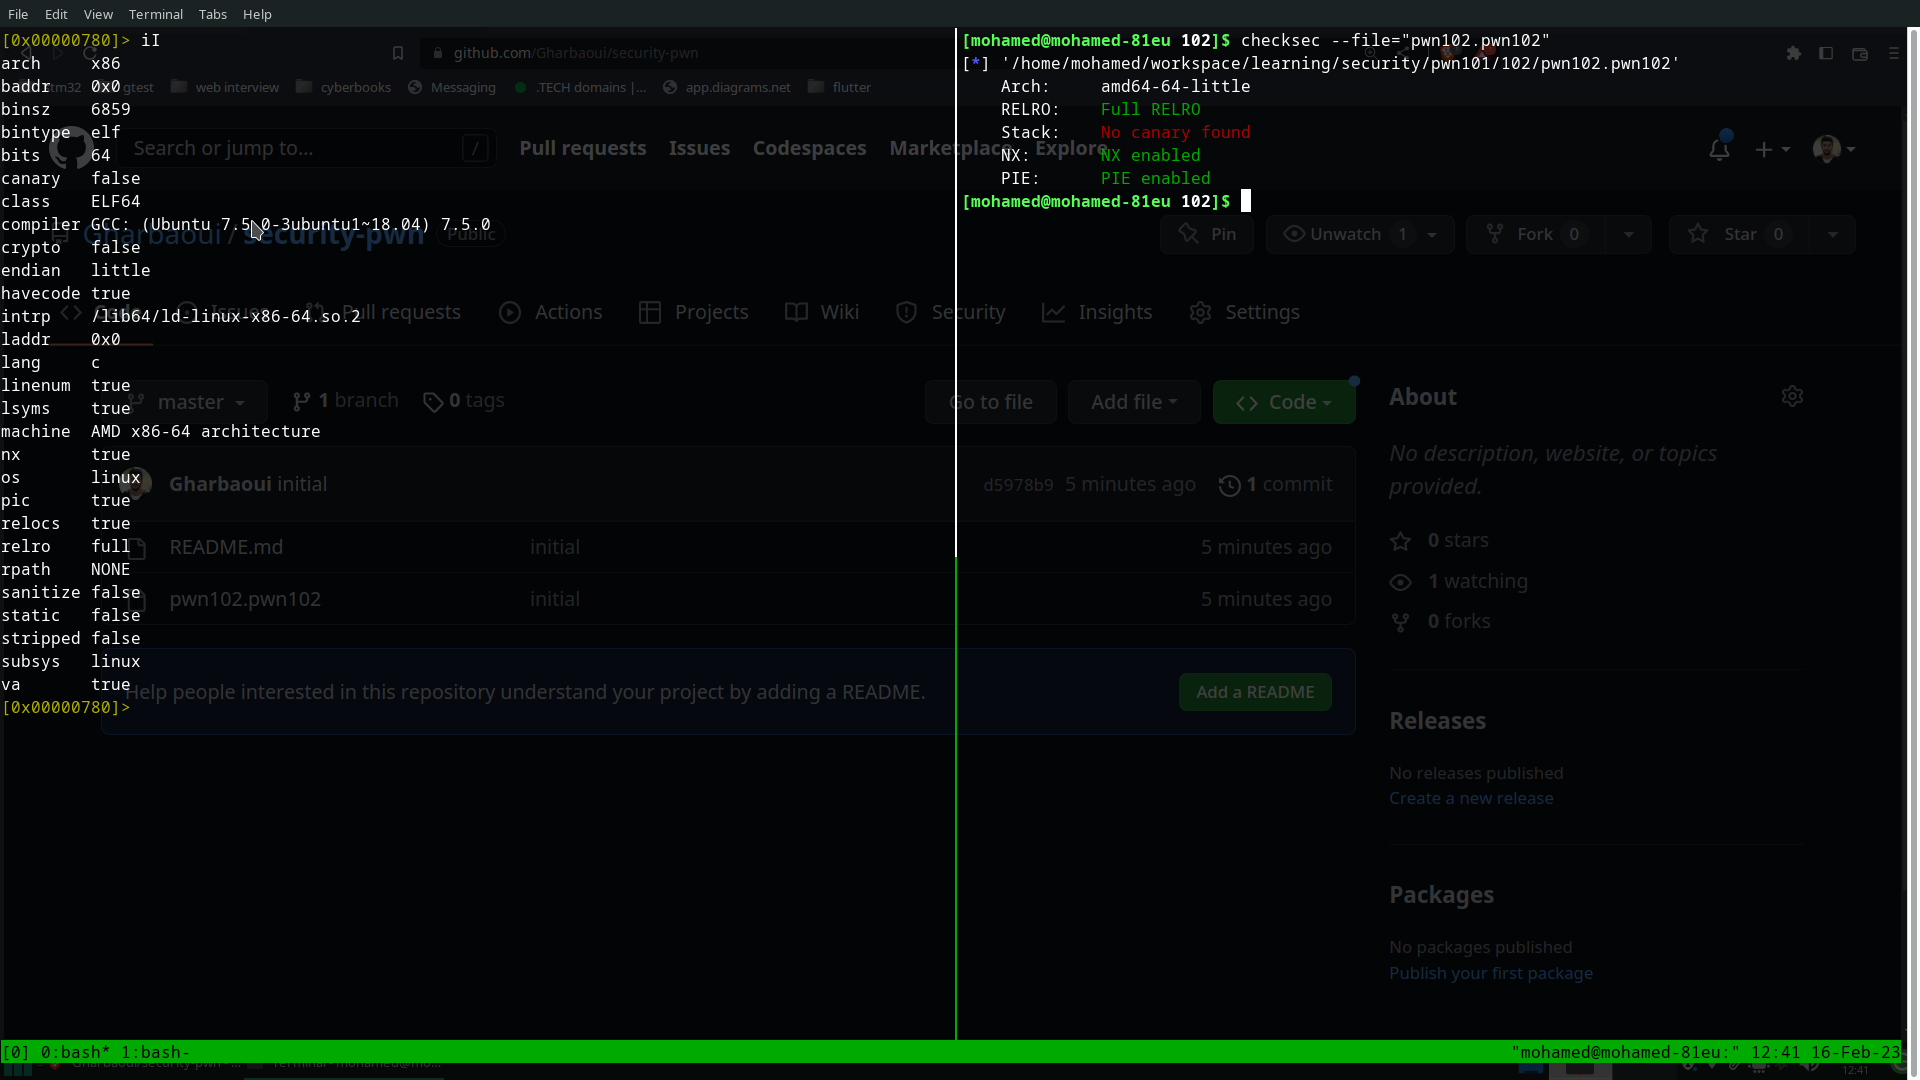 File Edit View Terminal Tabs Help
[0x00000780]> iI
arch x86
baddr 0x0
binsz 6859
bintype elf
bits 64
canary false
class ELF64
compiler GCC: (Ubuntu 7.5.0-3ubuntu1~18.04) 7.5.0
crypto false
endian little
havecode true
intrp /lib64/ld-linux-x86-64.so.2
laddr 0x0
lang c
linenum true
lsyms true
machine AMD x86-64 architecture
nx true
os linux
pic true
relocs true
relro full
rpath NONE
sanitize false
static false
stripped false
subsys linux
va true
[0x00000780]>
[mohamed@mohamed-81eu 102]$ checksec --file="pwn102.pwn102"
[*] '/home/mohamed/workspace/learning/security/pwn101/102/pwn102.pwn102'
Arch: amd64-64-little
RELRO: Full RELRO
Stack: No canary found
NX: NX enabled
PIE: PIE enabled
[mohamed@mohamed-81eu 102]$
github.com/Gharbaoui/security-pwn
gtest web interview cyberbooks Messaging .TECH domains |... app.diagrams.net flutter
Search or jump to... / Pull requests Issues Codespaces Marketplace Explore
Gharbaoui / security-pwn Public
Pin Unwatch 1 Fork 0 Star 0
Issues Pull requests Actions Projects Wiki Security Insights Settings
master 1 branch 0 tags Go to file Add file Code
Gharbaoui initial d5978b9 5 minutes ago 1 commit
README.md initial 5 minutes ago
pwn102.pwn102 initial 5 minutes ago
Help people interested in this repository understand your project by adding a README. Add a README
About
No description, website, or topics
provided.
0 stars
1 watching
0 forks
Releases
No releases published
Create a new release
Packages
No packages published
Publish your first package
[0] 0:bash* 1:bash-
"mohamed@mohamed-81eu:" 12:41 16-Feb-23
12:41